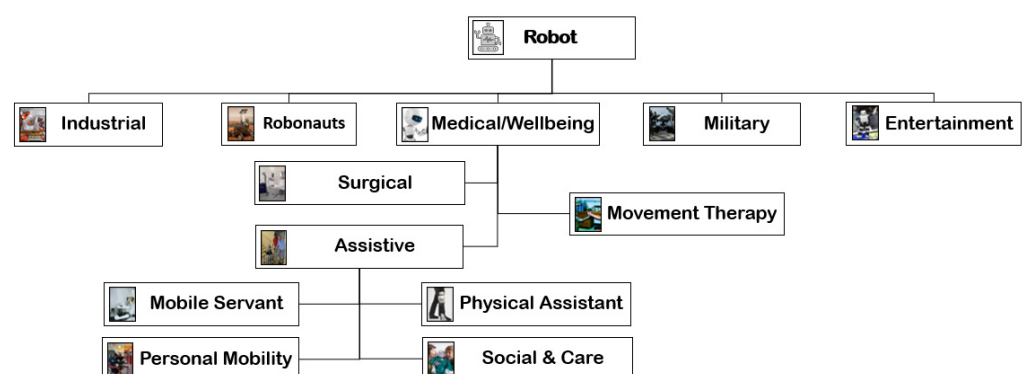 Robot
Industrial
Robonauts
Medical/Wellbeing
Military
Entertainment
Surgical
Movement Therapy
Assistive
Mobile Servant
Physical Assistant
Personal Mobility
Social & Care